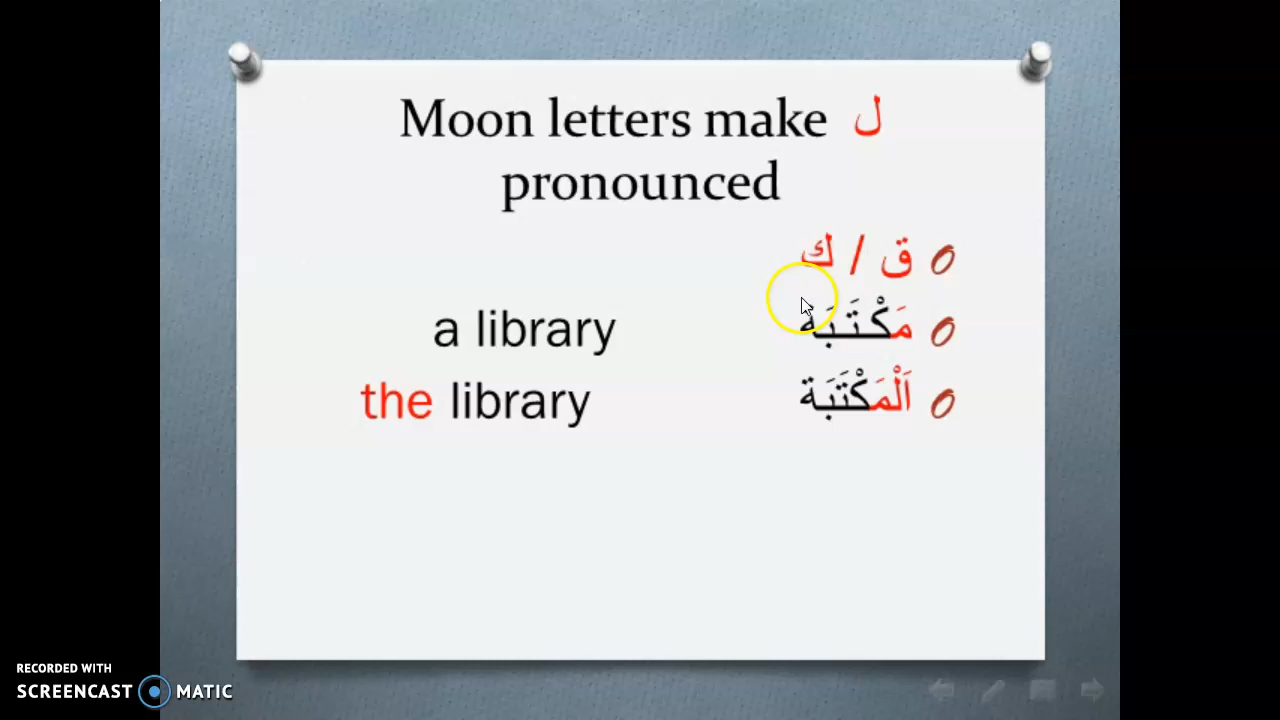 Moon letters make ل
pronounced
ق / ك
مَكْتَبَة a library
اَلْمَكْتَبَة the library
RECORDED WITH
SCREENCAST MATIC